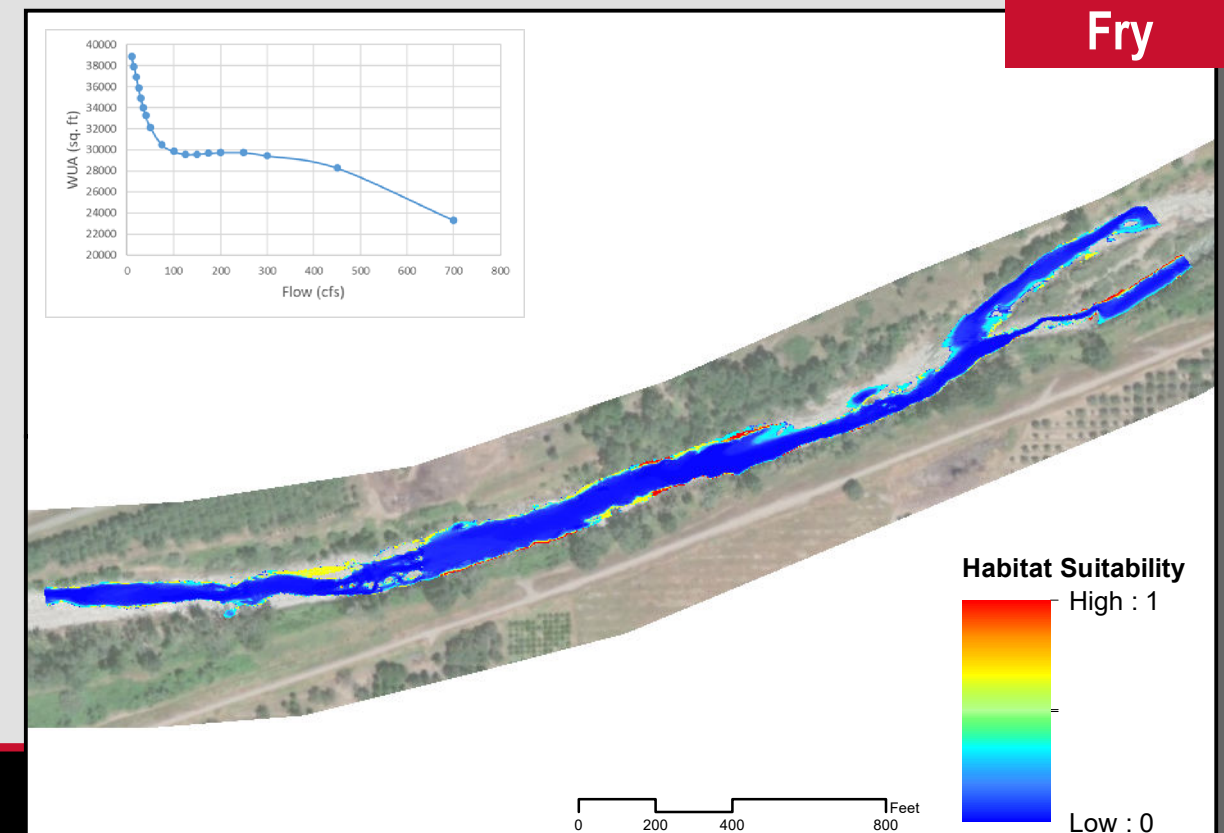 Fry
40000
38000
36000
34000
32000
30000
28000
26000
24000
22000
20000
WUA (sq. ft)
0 100 200 300 400 500 600 700 800
Flow (cfs)
Habitat Suitability
High : 1
Low : 0
Feet
0 200 400 800